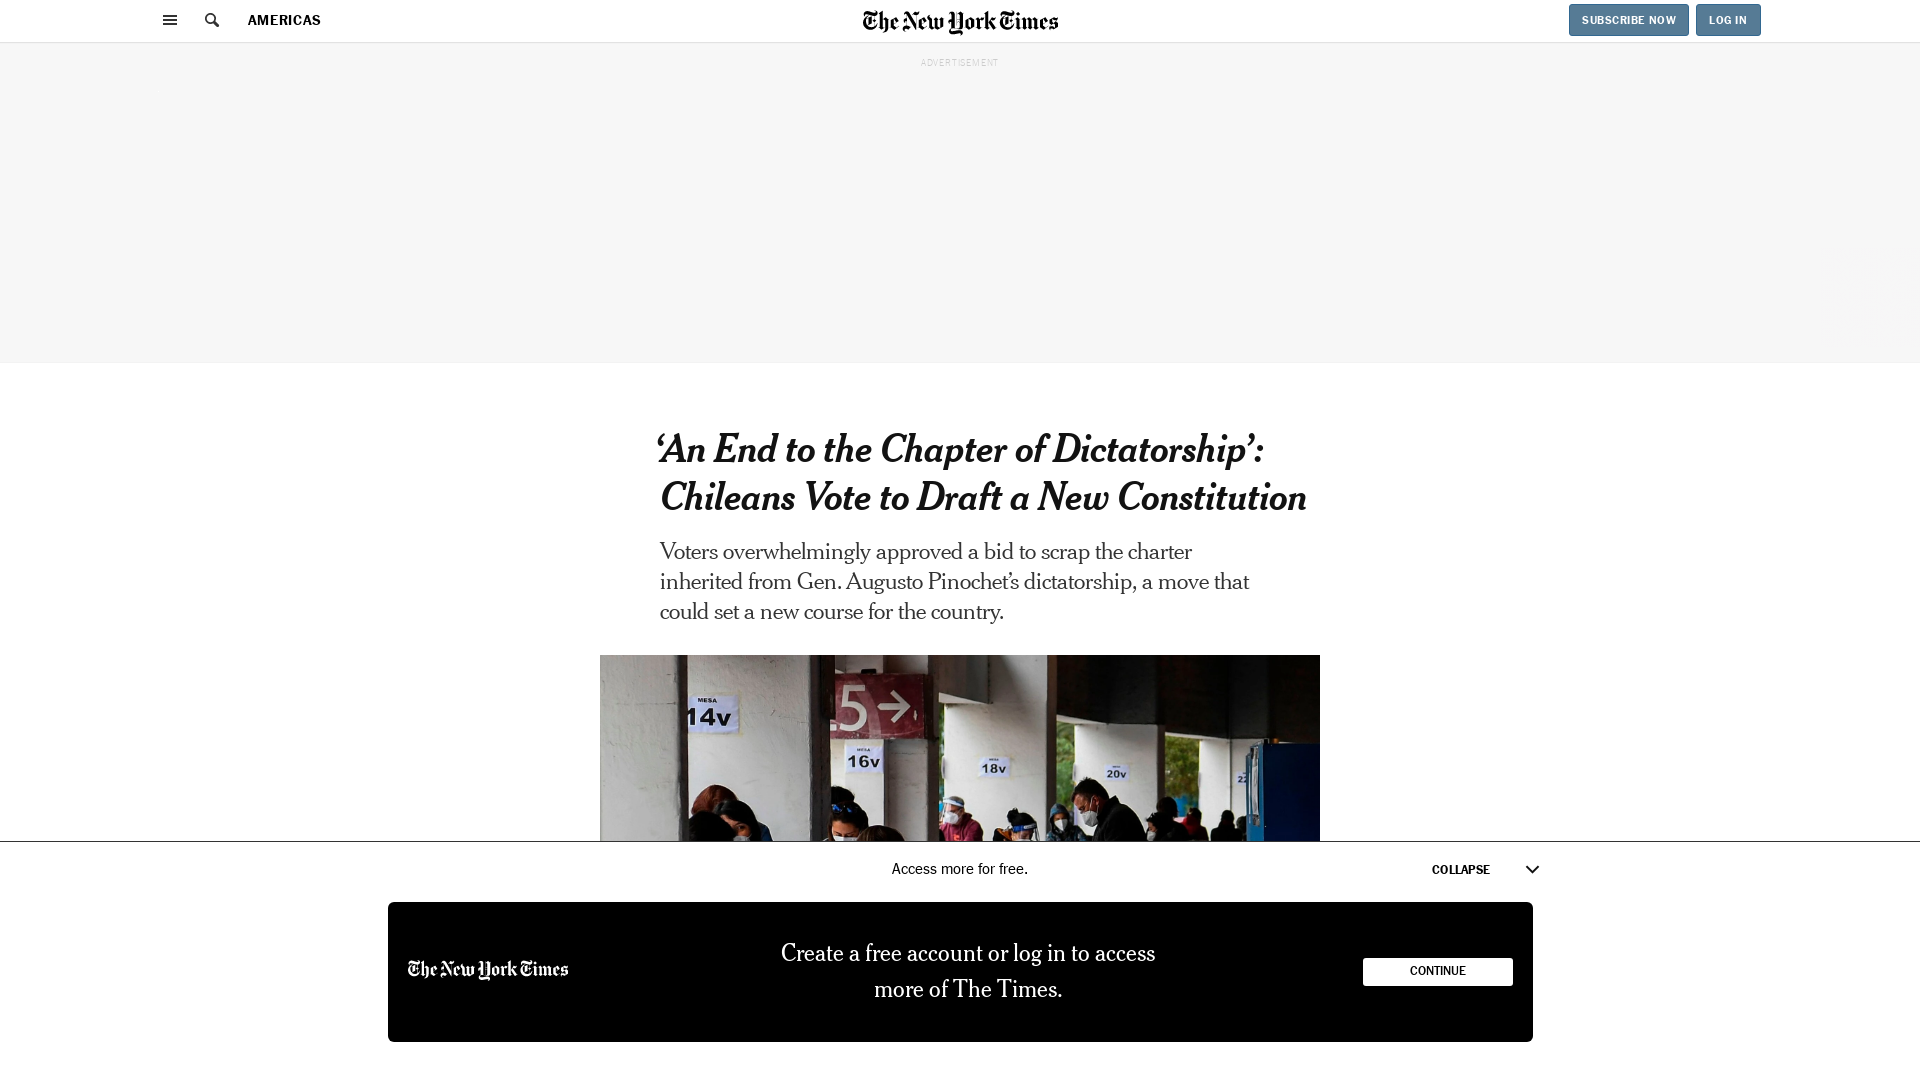 AMERICAS
The New York Times
SUBSCRIBE NOW
LOG IN
ADVERTISEMENT
‘An End to the Chapter of Dictatorship’:
Chileans Vote to Draft a New Constitution
Voters overwhelmingly approved a bid to scrap the charter
inherited from Gen. Augusto Pinochet’s dictatorship, a move that
could set a new course for the country.
MESA
14v
5
MESA
16v
MESA
18v
20v
22
Access more for free.
COLLAPSE
The New York Times
Create a free account or log in to access
more of The Times.
CONTINUE